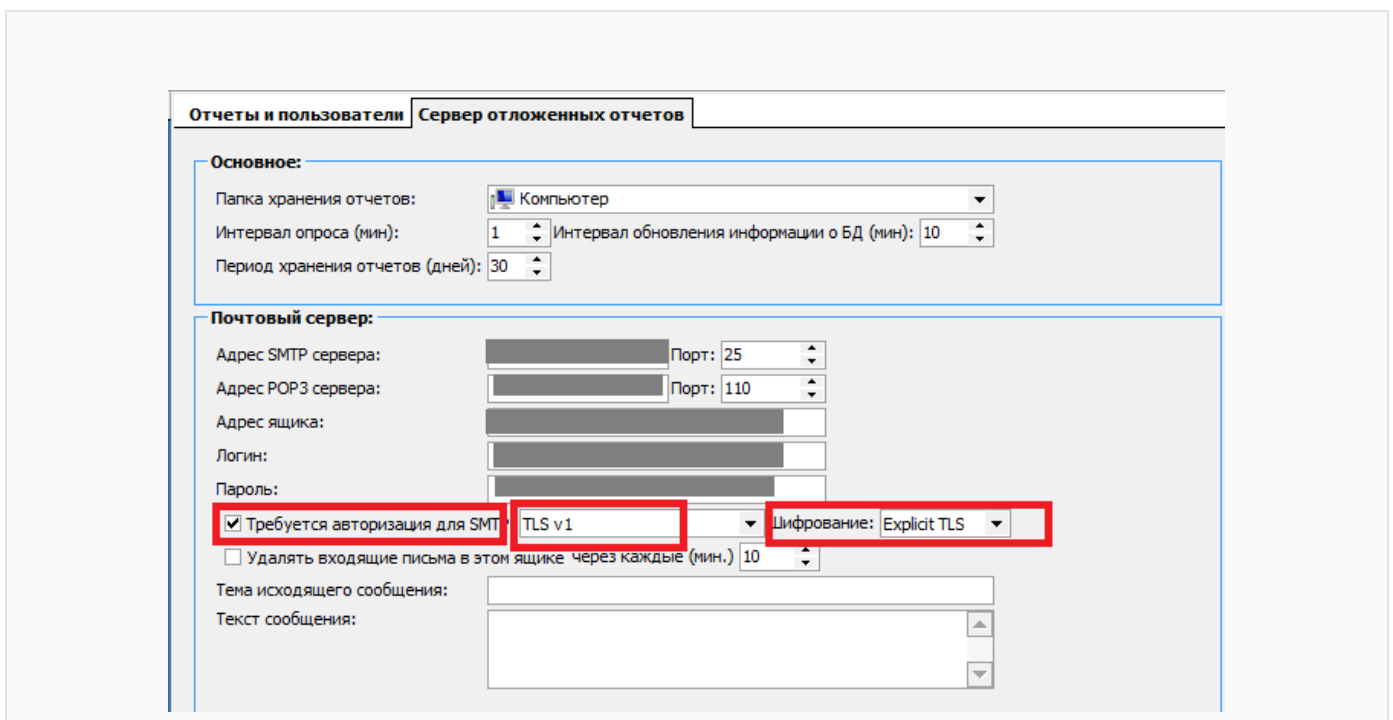 Отчеты и пользователи Сервер отложенных отчетов
Основное:
Папка хранения отчетов: Компьютер
Интервал опроса (мин): 1 Интервал обновления информации о БД (мин): 10
Период хранения отчетов (дней): 30
Почтовый сервер:
Адрес SMTP сервера: Порт: 25
Адрес POP3 сервера: Порт: 110
Адрес ящика:
Логин:
Пароль:
Требуется авторизация для SMTP TLS v1 Шифрование: Explicit TLS
Удалять входящие письма в этом ящике через каждые (мин.) 10
Тема исходящего сообщения:
Текст сообщения: